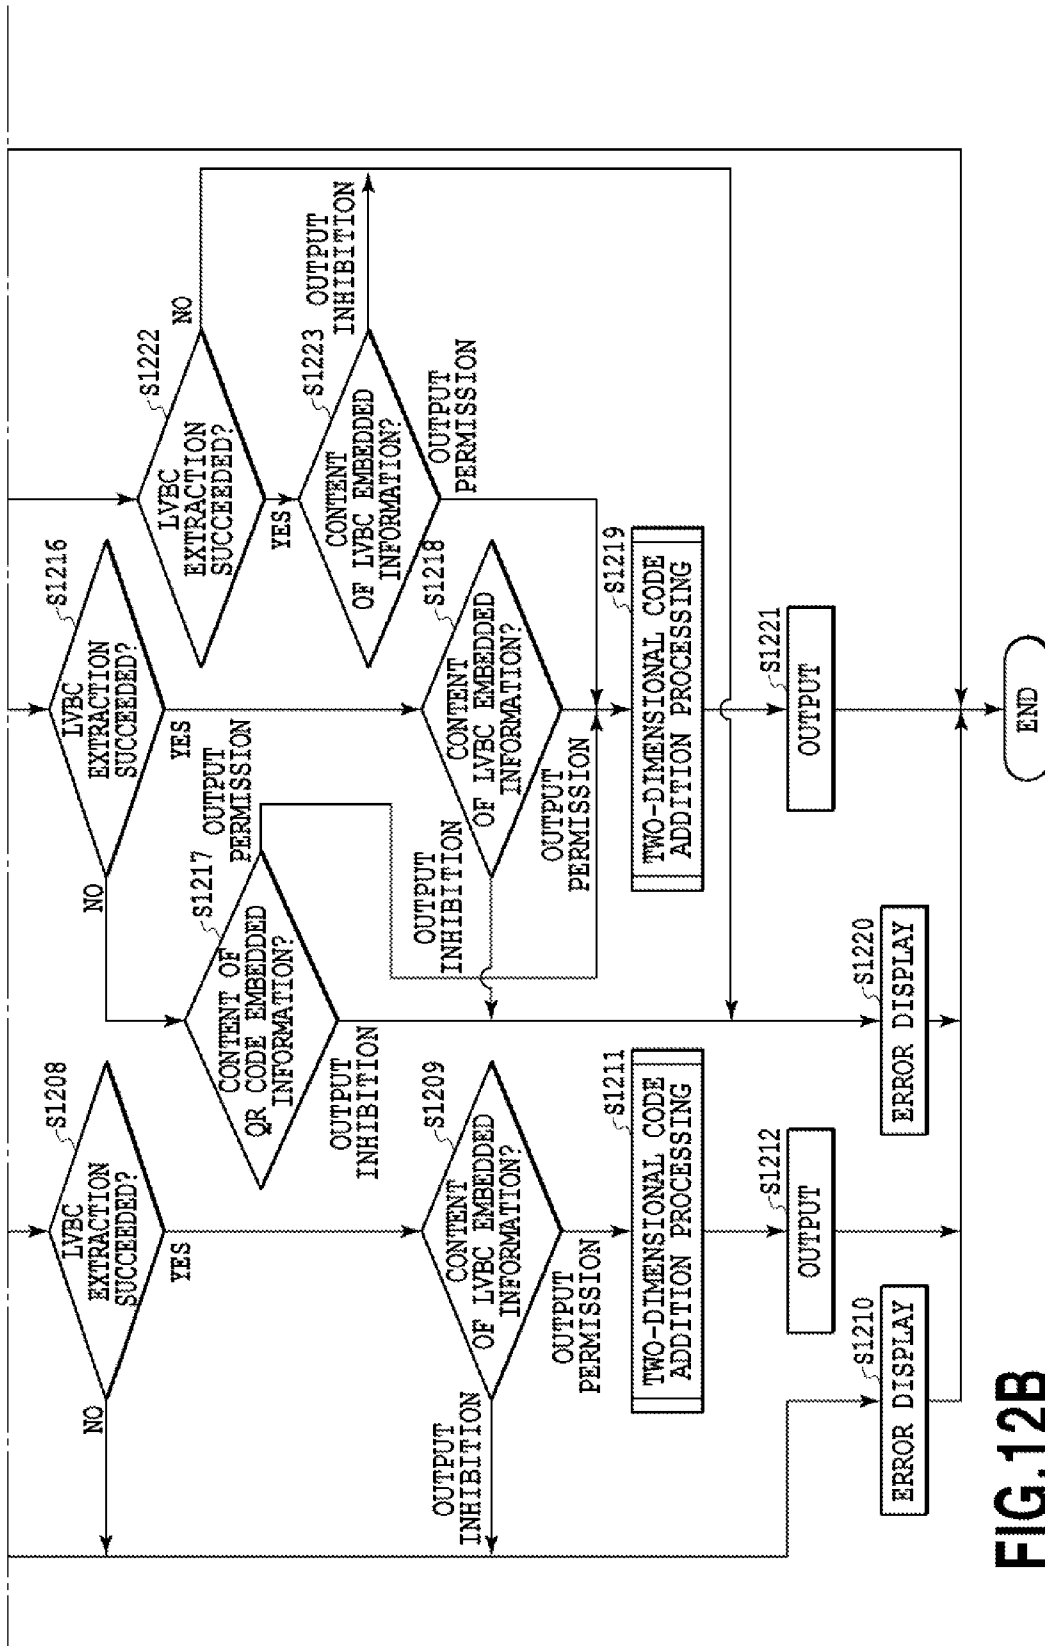 S1208
LVBC
EXTRACTION
SUCCEEDED?
NO
YES
S1209
CONTENT
OF LVBC EMBEDDED
INFORMATION?
OUTPUT
INHIBITION
OUTPUT
PERMISSION
S1211
TWO-DIMENSIONAL CODE
ADDITION PROCESSING
S1212
OUTPUT
S1210
ERROR DISPLAY
S1216
LVBC
EXTRACTION
SUCCEEDED?
NO
YES
S1217
CONTENT OF
QR CODE EMBEDDED
INFORMATION?
OUTPUT
PERMISSION
OUTPUT
INHIBITION
S1218
CONTENT
OF LVBC EMBEDDED
INFORMATION?
OUTPUT
INHIBITION
OUTPUT
PERMISSION
S1222
LVBC
EXTRACTION
SUCCEEDED?
NO
YES
S1223
CONTENT
OF LVBC EMBEDDED
INFORMATION?
OUTPUT
INHIBITION
OUTPUT
PERMISSION
S1219
TWO-DIMENSIONAL CODE
ADDITION PROCESSING
S1221
OUTPUT
S1220
ERROR DISPLAY
END
FIG.12B